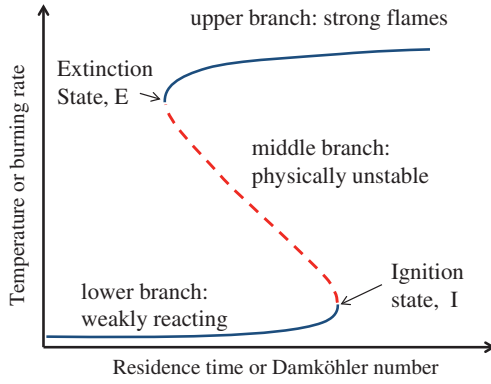 upper branch: strong flames
Extinction
State, E
middle branch:
physically unstable
Ignition
state, I
lower branch:
weakly reacting
Temperature or burning rate
Residence time or Damköhler number